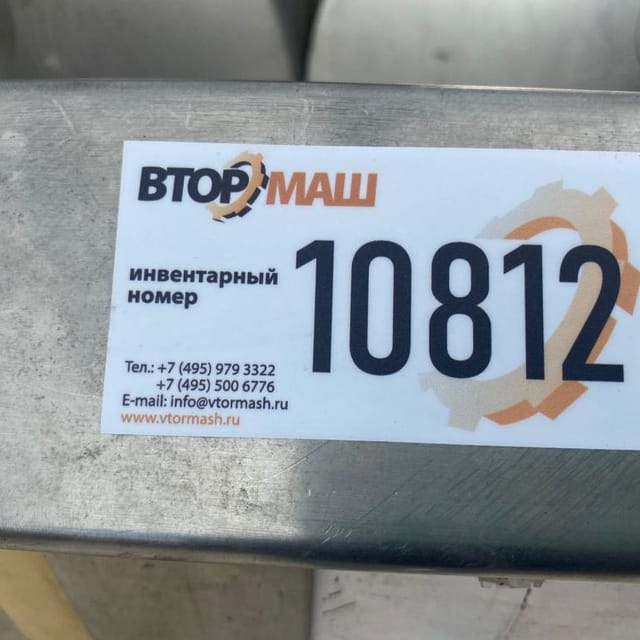 ВТОРМАШ
инвентарный
номер
10812
Тел.: +7 (495) 979 3322
+7 (495) 500 6776
E-mail: info@vtormash.ru
www.vtormash.ru